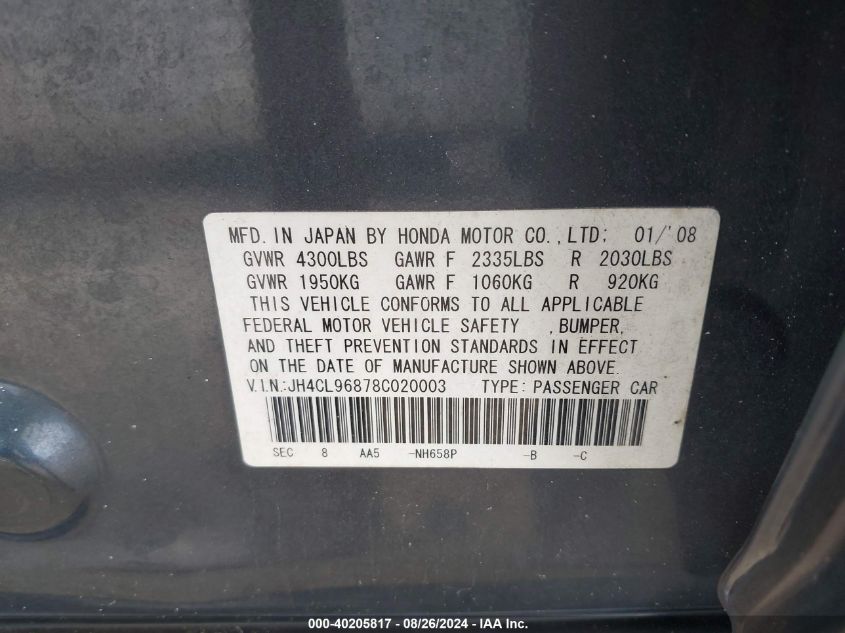 MFD. IN JAPAN BY HONDA MOTOR CO.,LTD: 01/'08
GVWR 4300LBS GAWR F 2335LBS R 2030LBS
GVWR 1950KG GAWR F 1060KG R 920KG
THIS VEHICLE CONFORMS TO ALL APPLICABLE
FEDERAL MOTOR VEHICLE SAFETY ,BUMPER,
AND THEFT PREVENTION STANDARDS IN EFFECT
ON THE DATE OF MANUFACTURE SHOWN ABOVE.
V.I.N.:JH4CL96878C020003 TYPE: PASSENGER CAR
SEC 8 AA5 -NH658P -B -C
000-40205817 - 08/26/2024 - IAA Inc.